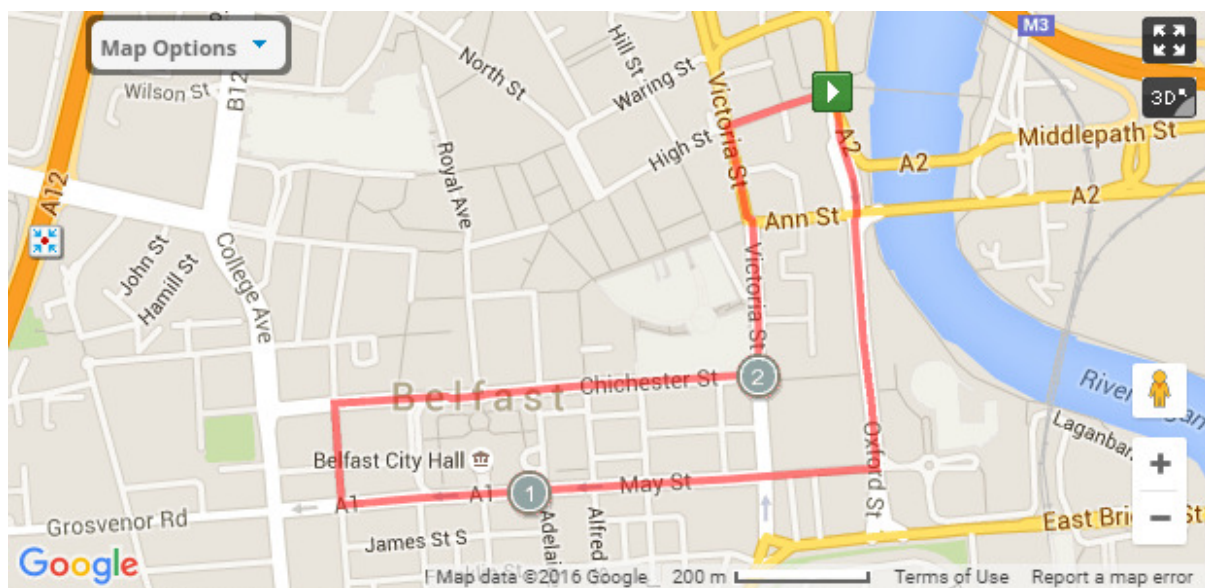 Map Options
M3
3D
Wilson St
B12
North St
Hill St
Waring St
Victoria St
High St
Royal Ave
A2
A2
Middlepath St
A2
A12
Ann St
John St
Hamill St
College Ave
Victoria St
Belfast
Chichester St
2
River
Lagan
Oxford St
Belfast City Hall
A1
A1
1
May St
Grosvenor Rd
James St S
Alfred
East Bri
St
Google
Map data ©2016 Google
200 m
Terms of Use
Report a map error